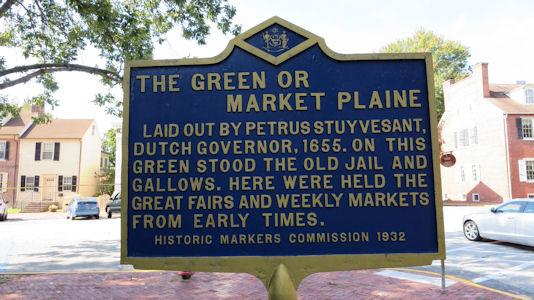 THE GREEN OR
MARKET PLAINE
LAID OUT BY PETRUS STUYVESANT,
DUTCH GOVERNOR, 1655. ON THIS
GREEN STOOD THE OLD JAIL AND
GALLOWS. HERE WERE HELD THE
GREAT FAIRS AND WEEKLY MARKETS
FROM EARLY TIMES.
HISTORIC MARKERS COMMISSION 1932